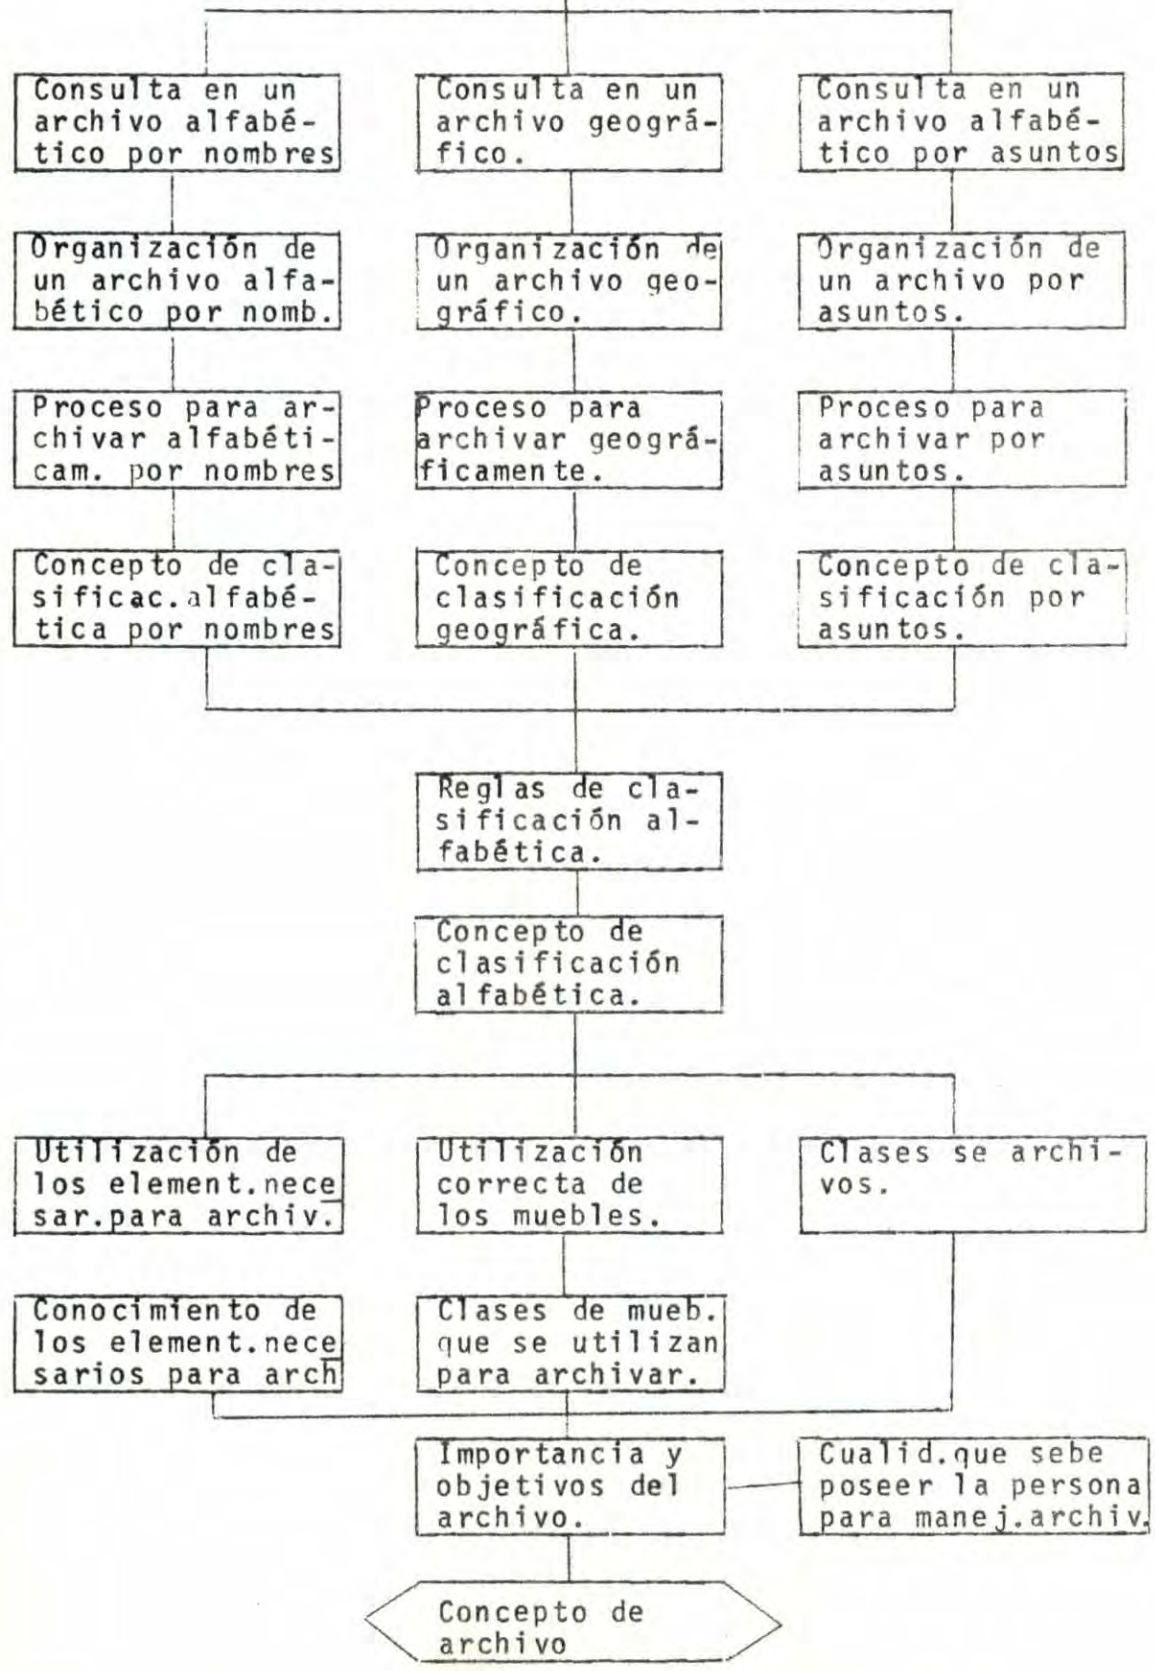 Consulta en un
archivo alfabé-
tico por nombres
Consulta en un
archivo geográ-
fico.
Consulta en un
archivo alfabé-
tico por asuntos
Organización de
un archivo alfa-
bético por nomb.
Organización de
un archivo geo-
gráfico.
Organización de
un archivo por
asuntos.
Proceso para ar-
chivar alfabéti-
cam. por nombres
Proceso para
archivar geográ-
ficamente.
Proceso para
archivar por
asuntos.
Concepto de cla-
sificac.alfabé-
tica por nombres
Concepto de
clasificación
geográfica.
Concepto de cla-
sificación por
asuntos.
Reglas de cla-
sificación al-
fabética.
Concepto de
clasificación
alfabética.
Utilización de
los element.nece
sar.para archiv.
Utilización
correcta de
los muebles.
Clases se archi-
vos.
Conocimiento de
los element.nece
sarios para arch
Clases de mueb.
que se utilizan
para archivar.
Importancia y
objetivos del
archivo.
Cualid.que sebe
poseer la persona
para manej.archiv.
Concepto de
archivo